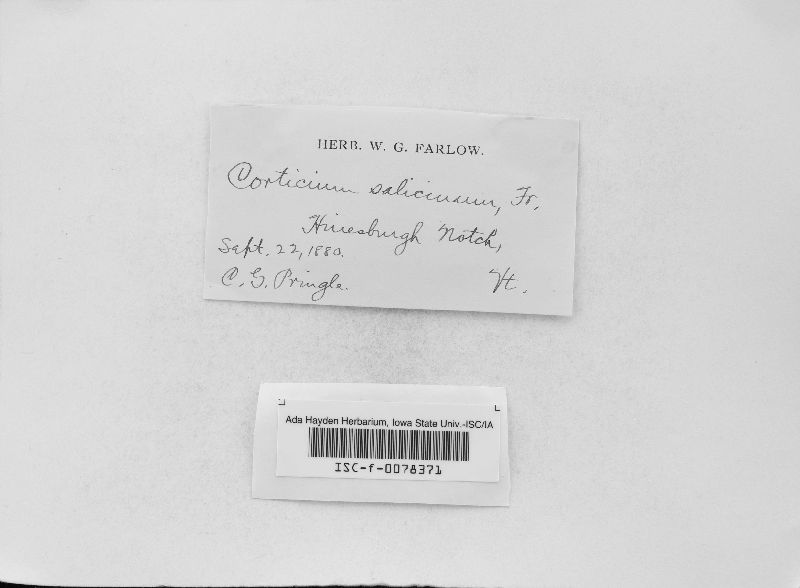 HERB. W. G. FARLOW.
Corticium salicinum, Fr.
Hinesburgh Notch,
Sept. 22, 1880.
C. G. Pringle. Vt.
Ada Hayden Herbarium, Iowa State Univ.-ISC/IA
ISC-f-0078371